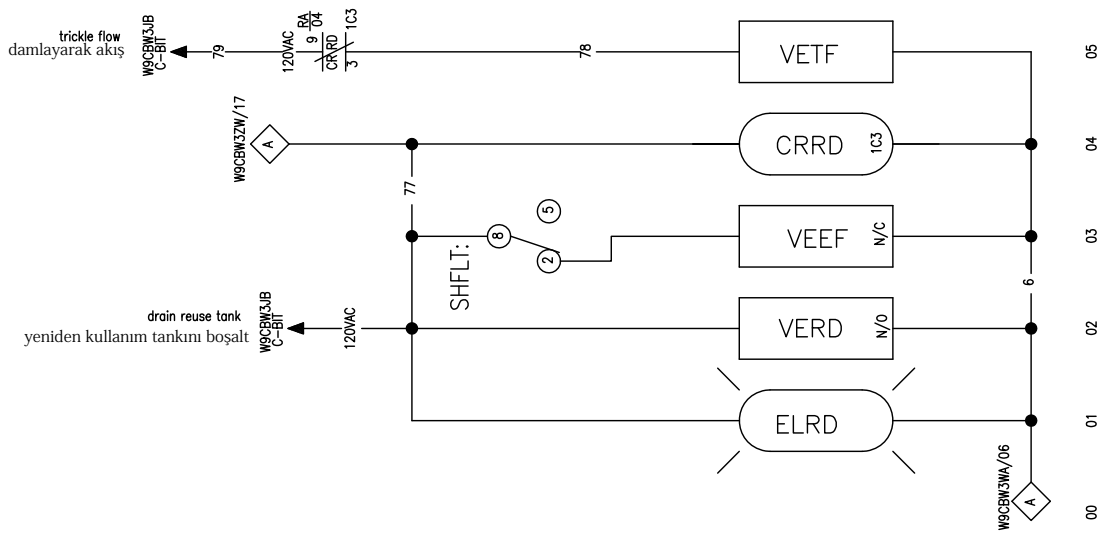 trickle flow
damlayarak akış
W9CBW3JB
C-BIT
79
120VAC
RA
04
9
CRRD
3
1C3
78
VETF
05
W9CBW3ZW/17
A
77
CRRD
1C3
04
SHFLT:
8
5
2
VEEF
N/C
03
6
drain reuse tank
yeniden kullanım tankını boşalt
W9CBW3JB
C-BIT
120VAC
VERD
N/O
02
ELRD
01
W9CBW3WA/06
A
00